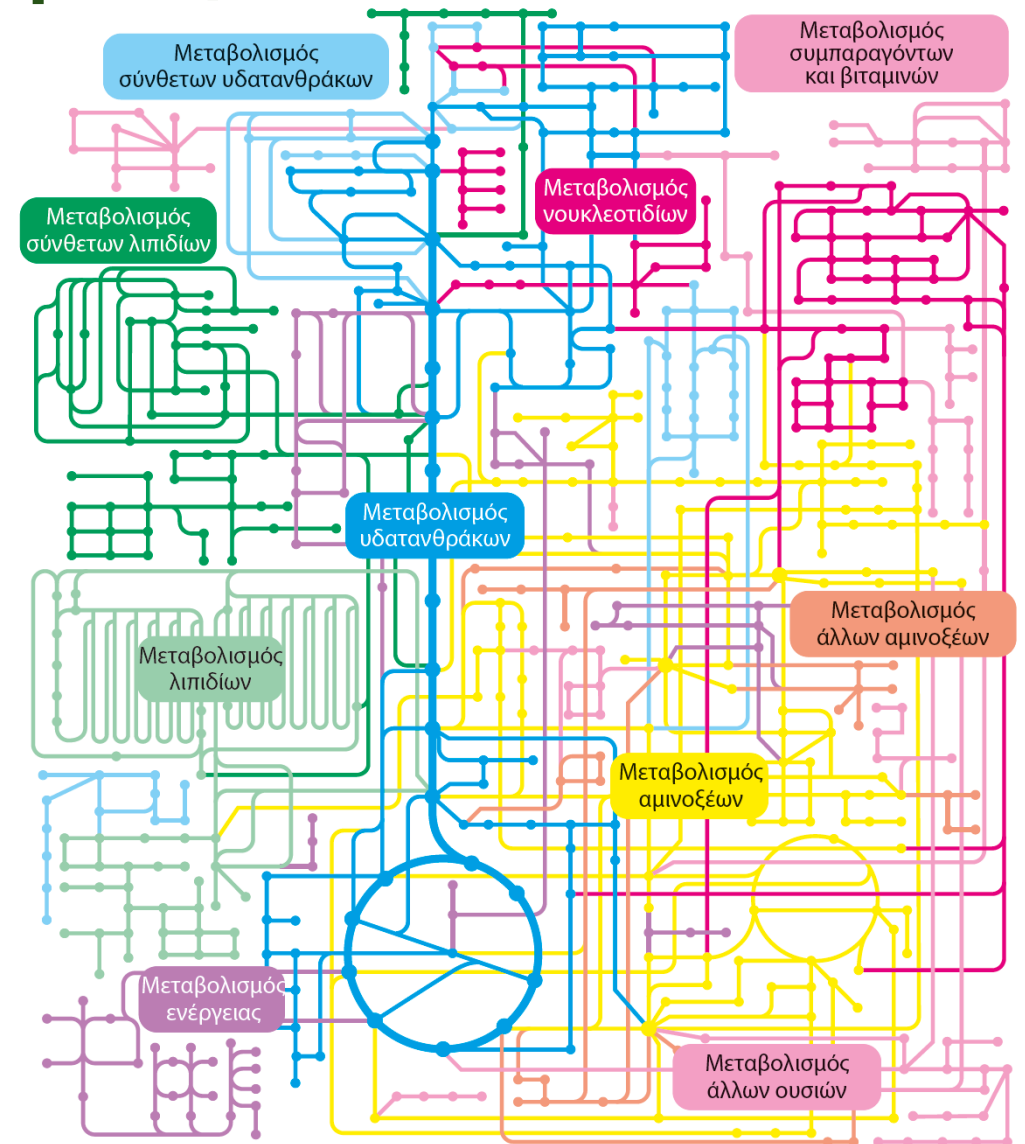 Μεταβολισμός
σύνθετων υδατανθράκων
Μεταβολισμός
συμπαραγόντων
και βιταμινών
Μεταβολισμός
νουκλεοτιδίων
Μεταβολισμός
σύνθετων λιπιδίων
Μεταβολισμός
υδατανθράκων
Μεταβολισμός
άλλων αμινοξέων
Μεταβολισμός
λιπιδίων
Μεταβολισμός
αμινοξέων
Μεταβολισμός
ενέργειας
Μεταβολισμός
άλλων ουσιών